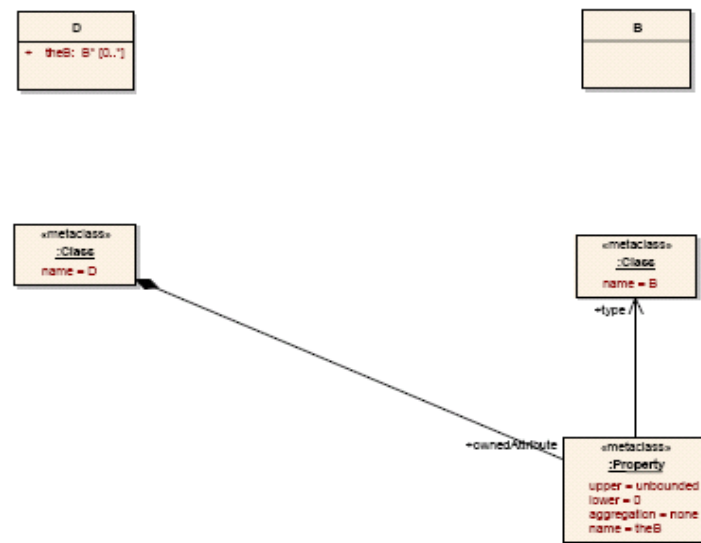 D
B
+ theB: B* [0..*]
«metaclass»
:Class
name = D
«metaclass»
:Class
name = B
+type
+ownedAttribute
«metaclass»
:Property
upper = unbounded
lower = 0
aggregation = none
name = theB